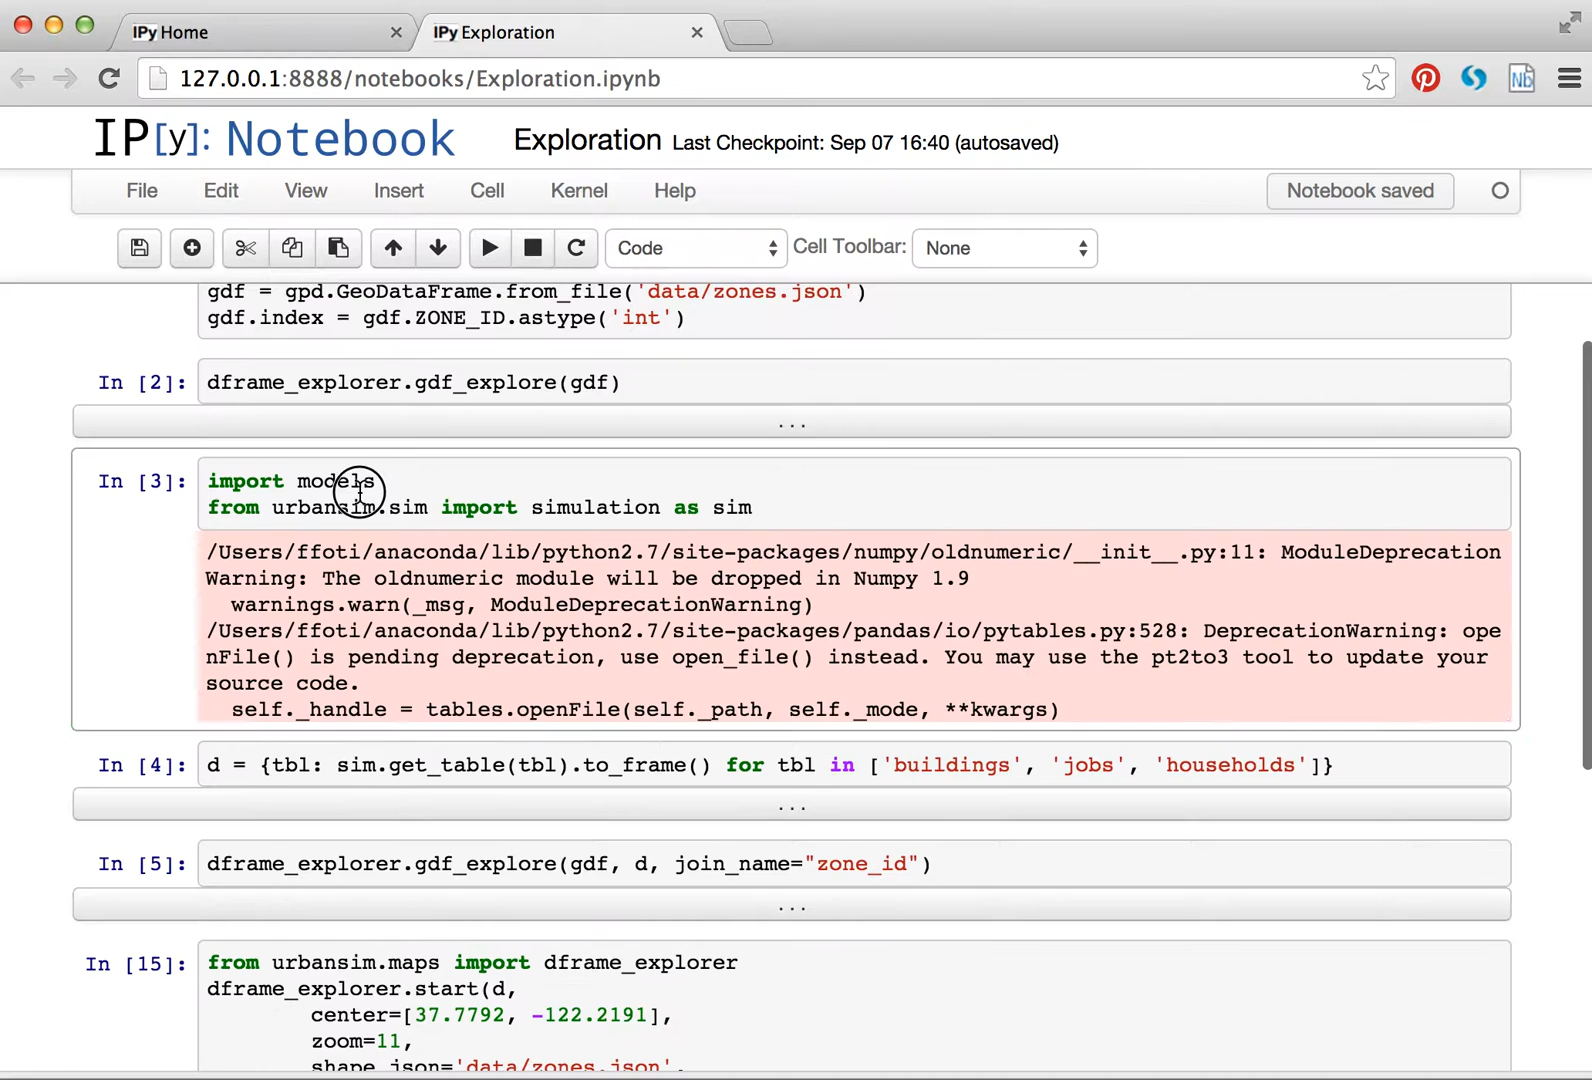 IPy Home
IPy Exploration
127.0.0.1:8888/notebooks/Exploration.ipynb
Nb
IP[y]: Notebook Exploration Last Checkpoint: Sep 07 16:40 (autosaved)
File Edit View Insert Cell Kernel Help Notebook saved
Code Cell Toolbar: None
gdf = gpd.GeoDataFrame.from_file('data/zones.json')
gdf.index = gdf.ZONE_ID.astype('int')
In [2]: dframe_explorer.gdf_explore(gdf)
...
In [3]: import models
from urbansim.sim import simulation as sim
/Users/ffoti/anaconda/lib/python2.7/site-packages/numpy/oldnumeric/__init__.py:11: ModuleDeprecation
Warning: The oldnumeric module will be dropped in Numpy 1.9
warnings.warn(_msg, ModuleDeprecationWarning)
/Users/ffoti/anaconda/lib/python2.7/site-packages/pandas/io/pytables.py:528: DeprecationWarning: ope
nFile() is pending deprecation, use open_file() instead. You may use the pt2to3 tool to update your
source code.
self._handle = tables.openFile(self._path, self._mode, **kwargs)
In [4]: d = {tbl: sim.get_table(tbl).to_frame() for tbl in ['buildings', 'jobs', 'households']}
...
In [5]: dframe_explorer.gdf_explore(gdf, d, join_name="zone_id")
...
In [15]: from urbansim.maps import dframe_explorer
dframe_explorer.start(d,
center=[37.7792, -122.2191],
zoom=11,
shape_json='data/zones.json',